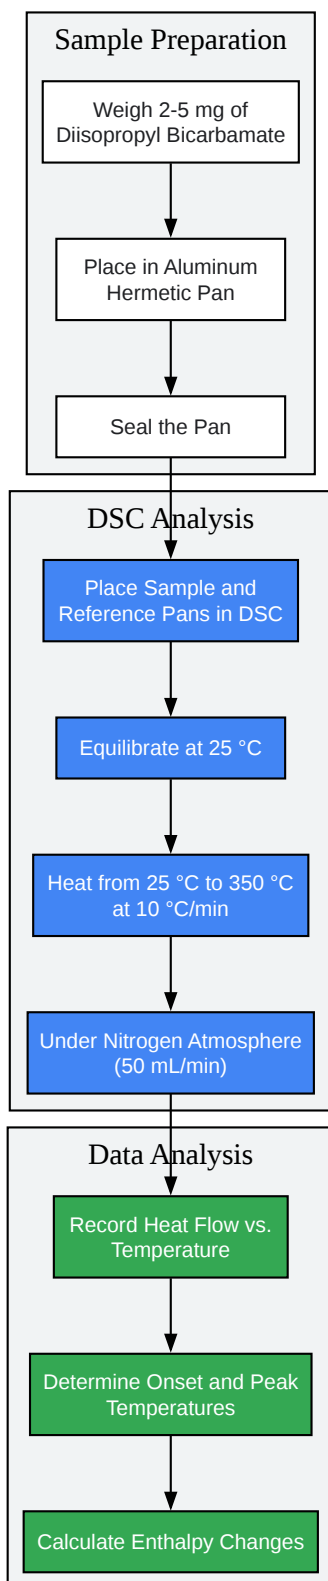 Sample Preparation
Weigh 2-5 mg of
Diisopropyl Bicarbamate
Place in Aluminum
Hermetic Pan
Seal the Pan
DSC Analysis
Place Sample and
Reference Pans in DSC
Equilibrate at 25 °C
Heat from 25 °C to 350 °C
at 10 °C/min
Under Nitrogen Atmosphere
(50 mL/min)
Data Analysis
Record Heat Flow vs.
Temperature
Determine Onset and Peak
Temperatures
Calculate Enthalpy Changes